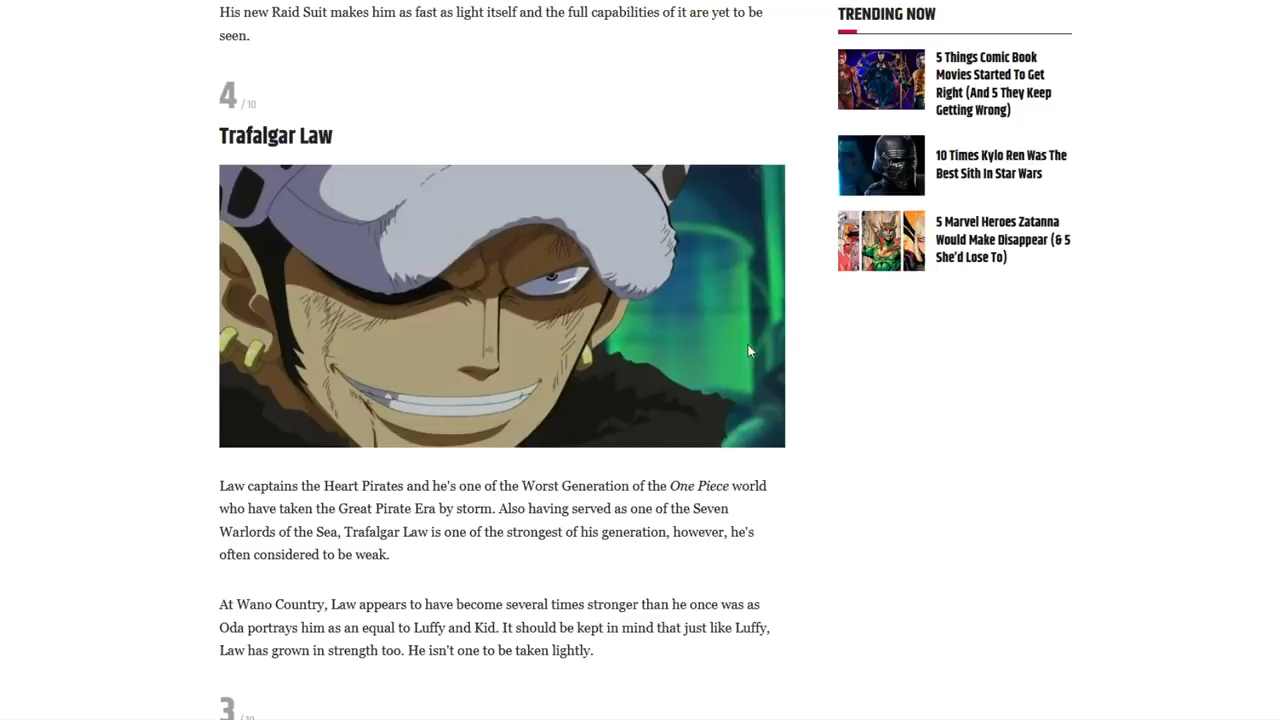 His new Raid Suit makes him as fast as light itself and the full capabilities of it are yet to be
seen.
4 / 10
Trafalgar Law
Law captains the Heart Pirates and he's one of the Worst Generation of the One Piece world
who have taken the Great Pirate Era by storm. Also having served as one of the Seven
Warlords of the Sea, Trafalgar Law is one of the strongest of his generation, however, he's
often considered to be weak.
At Wano Country, Law appears to have become several times stronger than he once was as
Oda portrays him as an equal to Luffy and Kid. It should be kept in mind that just like Luffy,
Law has grown in strength too. He isn't one to be taken lightly.
3 / 10
TRENDING NOW
5 Things Comic Book
Movies Started To Get
Right (And 5 They Keep
Getting Wrong)
10 Times Kylo Ren Was The
Best Sith In Star Wars
5 Marvel Heroes Zatanna
Would Make Disappear (& 5
She'd Lose To)